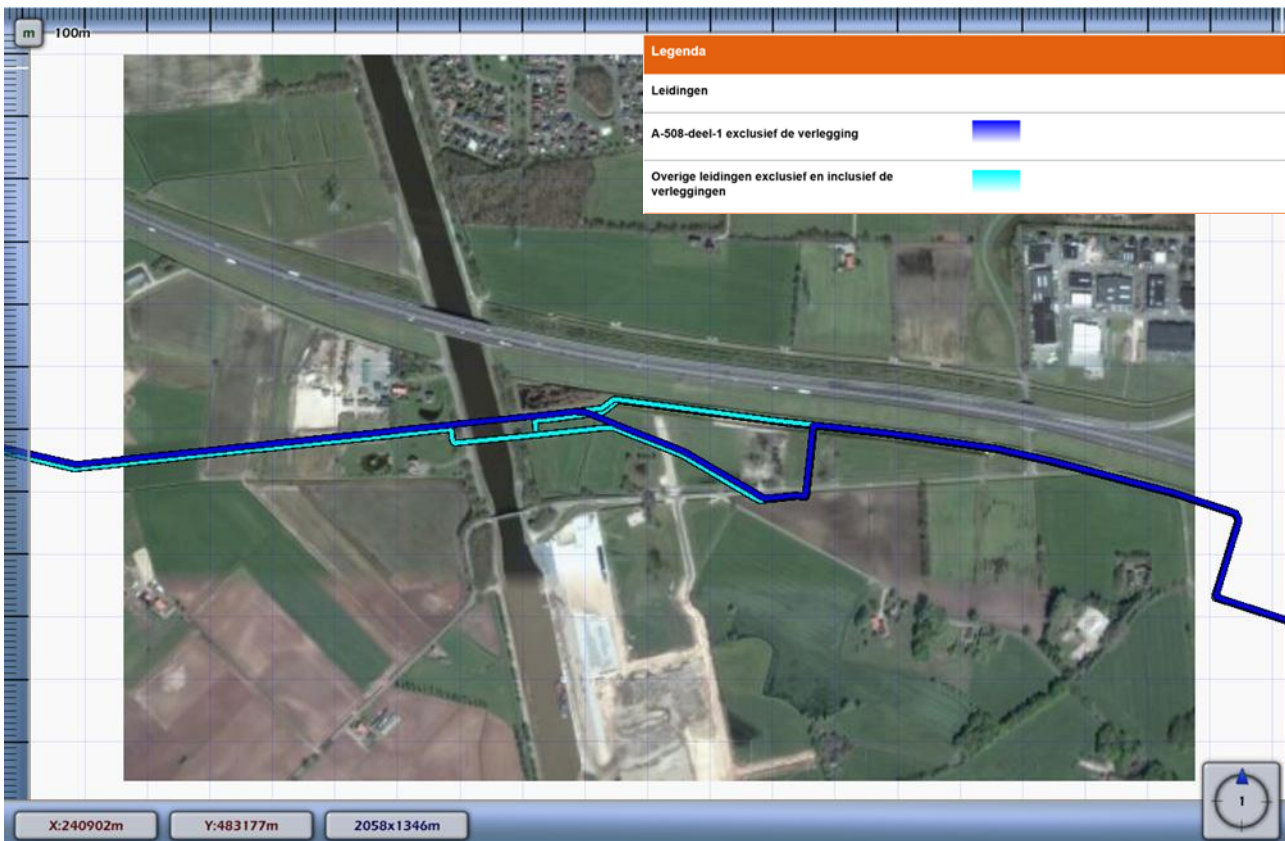 m 100m
Legenda
Leidingen
A-508-deel-1 exclusief de verlegging
Overige leidingen exclusief en inclusief de
verleggingen
1
X:240902m Y:483177m 2058x1346m